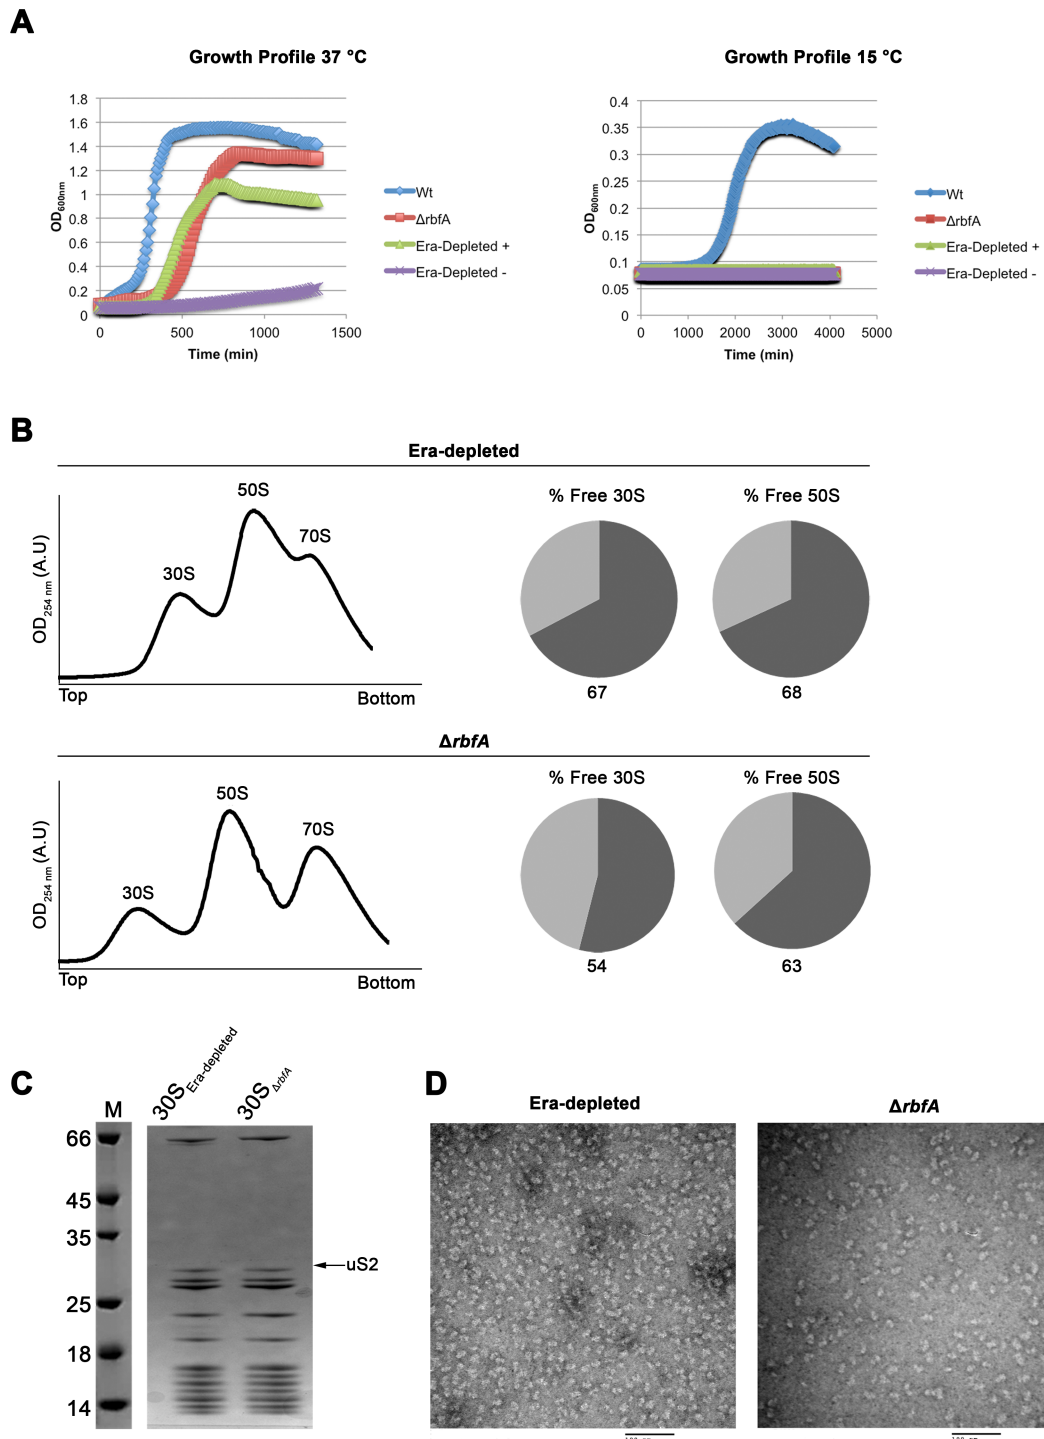 A
Growth Profile 37 °C
1.8
1.6
1.4
1.2
1
0.8
0.6
0.4
0.2
0
OD600nm
0 500 1000 1500
Time (min)
Wt
ΔrbfA
Era-Depleted +
Era-Depleted -
Growth Profile 15 °C
0.4
0.35
0.3
0.25
0.2
0.15
0.1
0.05
0
OD600nm
0 1000 2000 3000 4000 5000
Time (min)
Wt
ΔrbfA
Era-Depleted +
Era-Depleted -
B
Era-depleted
OD254 nm (A.U)
30S
50S
70S
Top
Bottom
% Free 30S
67
% Free 50S
68
ΔrbfA
OD254 nm (A.U)
30S
50S
70S
Top
Bottom
% Free 30S
54
% Free 50S
63
C
M
30S Era-depleted
30S ΔrbfA
66
45
35
25
18
14
uS2
D
Era-depleted
ΔrbfA